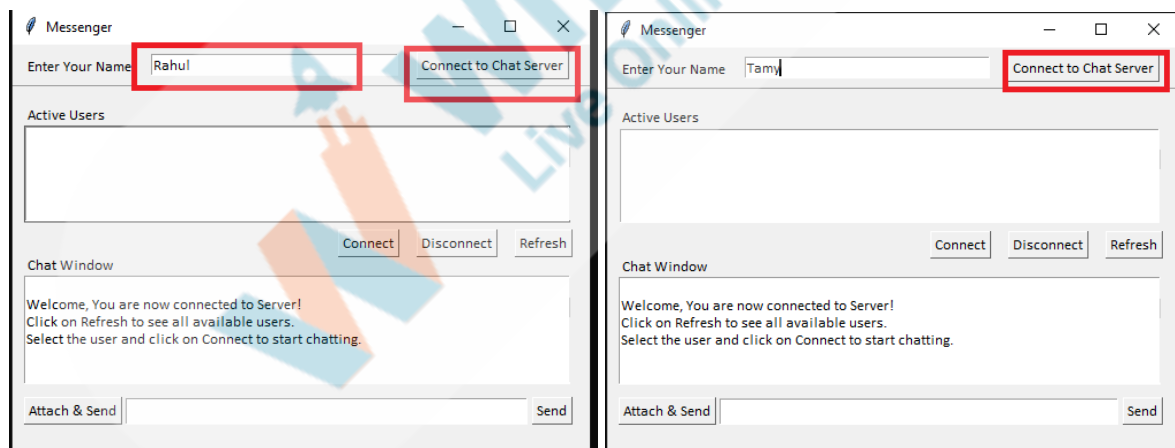 Messenger
Enter Your Name Rahul Connect to Chat Server
Active Users
Connect Disconnect Refresh
Chat Window
Welcome, You are now connected to Server!
Click on Refresh to see all available users.
Select the user and click on Connect to start chatting.
Attach & Send Send
Messenger
Enter Your Name Tamy Connect to Chat Server
Active Users
Connect Disconnect Refresh
Chat Window
Welcome, You are now connected to Server!
Click on Refresh to see all available users.
Select the user and click on Connect to start chatting.
Attach & Send Send
Live Onlin